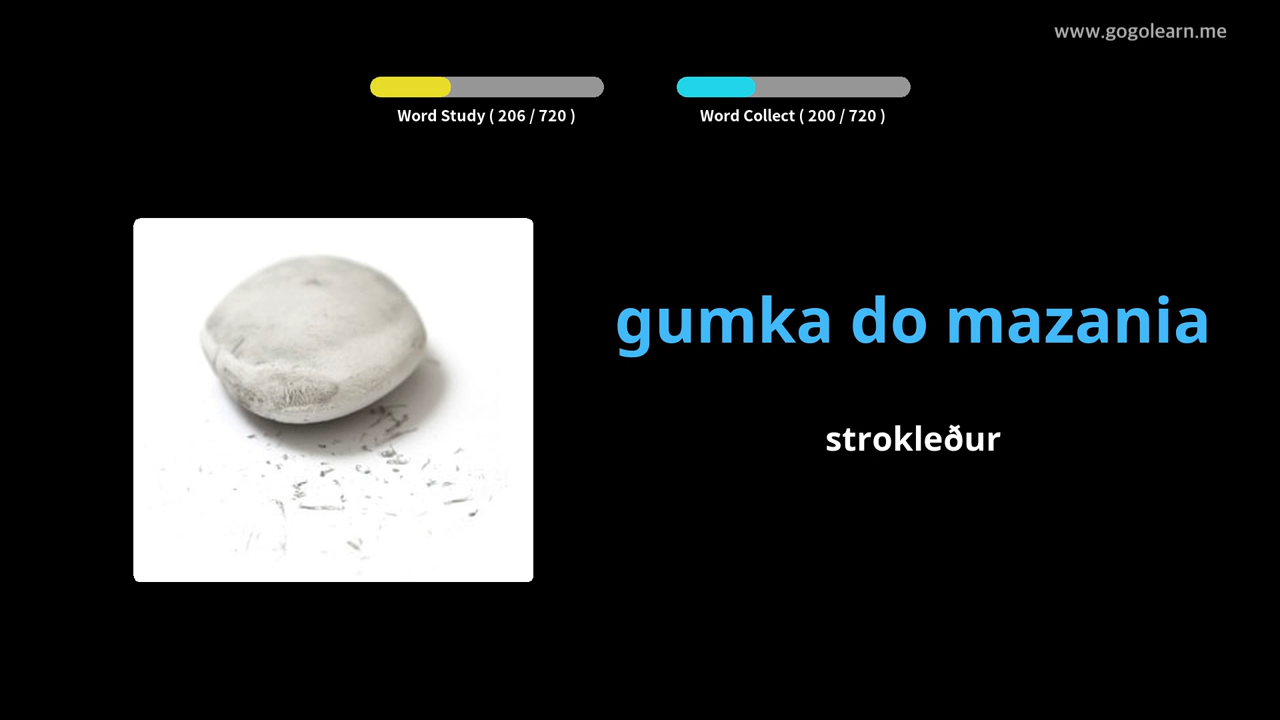 www.gogolearn.me
Word Study ( 206 / 720 )
Word Collect ( 200 / 720 )
gumka do mazania
strokleður